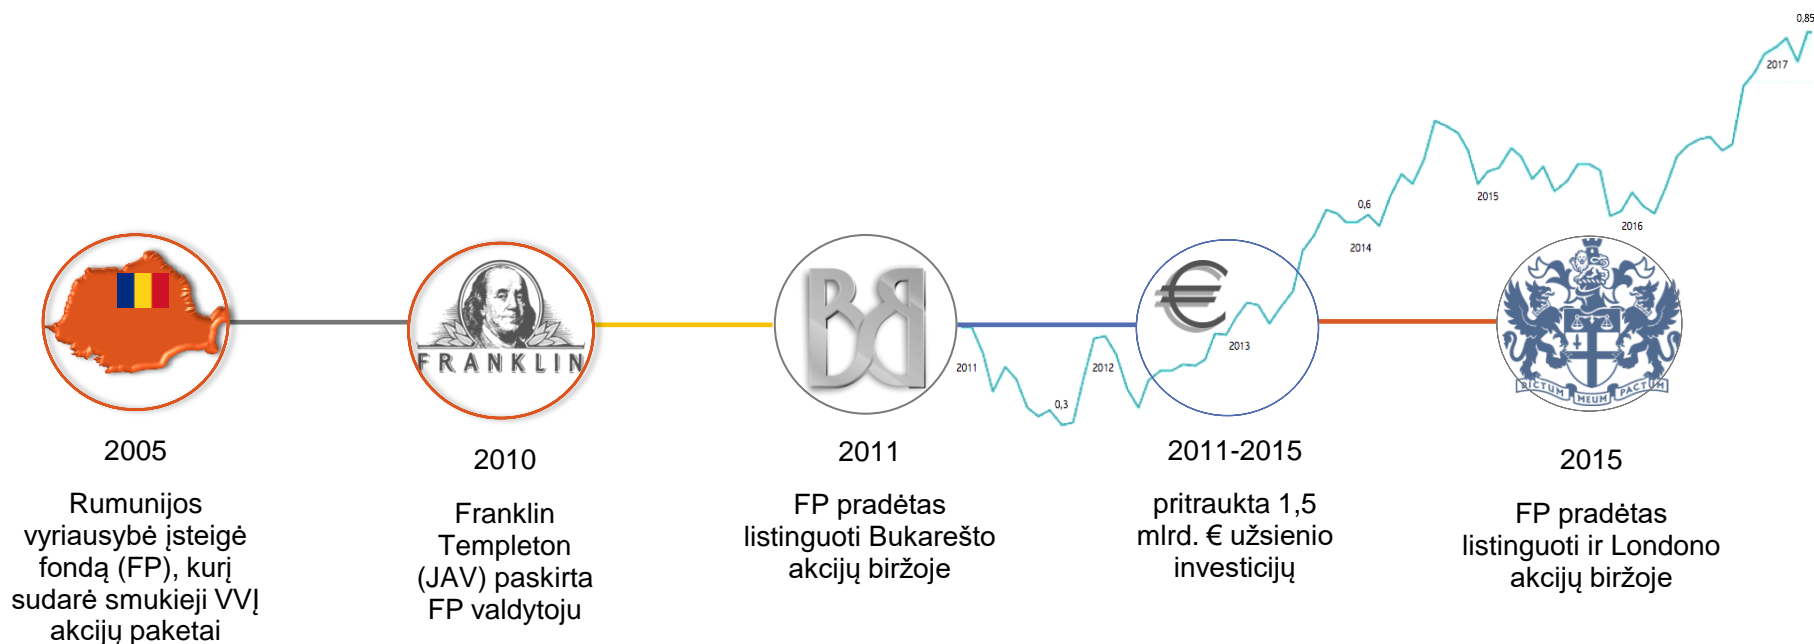 0,85
2017
0,6
2014
2015
2016
2013
2011
2012
0,3
FRANKLIN
DICTUM MEUM PACTUM
2005
Rumunijos
vyriausybė įsteigė
fondą (FP), kurį
sudarė smukieji VVĮ
akcijų paketai
2010
Franklin
Templeton
(JAV) paskirta
FP valdytoju
2011
FP pradėtas
listinguoti Bukarešto
akcijų biržoje
2011-2015
pritraukta 1,5
mlrd. € užsienio
investicijų
2015
FP pradėtas
listinguoti ir Londono
akcijų biržoje